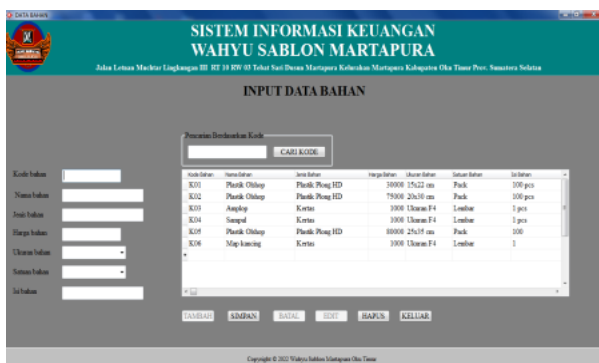 DATA BAHAN
SISTEM INFORMASI KEUANGAN
WAHYU SABLON MARTAPURA
Jalan Letnan Muchtar Lingkungan III RT 10 RW 03 Tebat Sari Dusun Martapura Kelurahan Martapura Kabupaten Oku Timur Prov. Sumatera Selatan
INPUT DATA BAHAN
Pencarian Berdasarkan Kode
CARI KODE
Kode bahan
Nama bahan
Jenis bahan
Harga bahan
Ukuran bahan
Satuan bahan
Isi bahan
Kode Bahan Nama Bahan Jenis Bahan Harga Bahan Ukuran Bahan Satuan Bahan Isi Bahan
K01 Plastik Olshop Plastik Plong HD 30000 15x22 cm Pack 100 pcs
K02 Plastik Olshop Plastik Plong HD 75000 20x30 cm Pack 100 pcs
K03 Amplop Kertas 1000 Ukuran F4 Lembar 1 pcs
K04 Sampul Kertas 1000 Ukuran F4 Lembar 1 pcs
K05 Plastik Olshop Plastik Plong HD 80000 25x35 cm Pack 100
K06 Map kancing Kertas 1000 Ukuran F4 Lembar 1
TAMBAH SIMPAN BATAL EDIT HAPUS KELUAR
Copyright © 2022 Wahyu Sablon Martapura Oku Timur